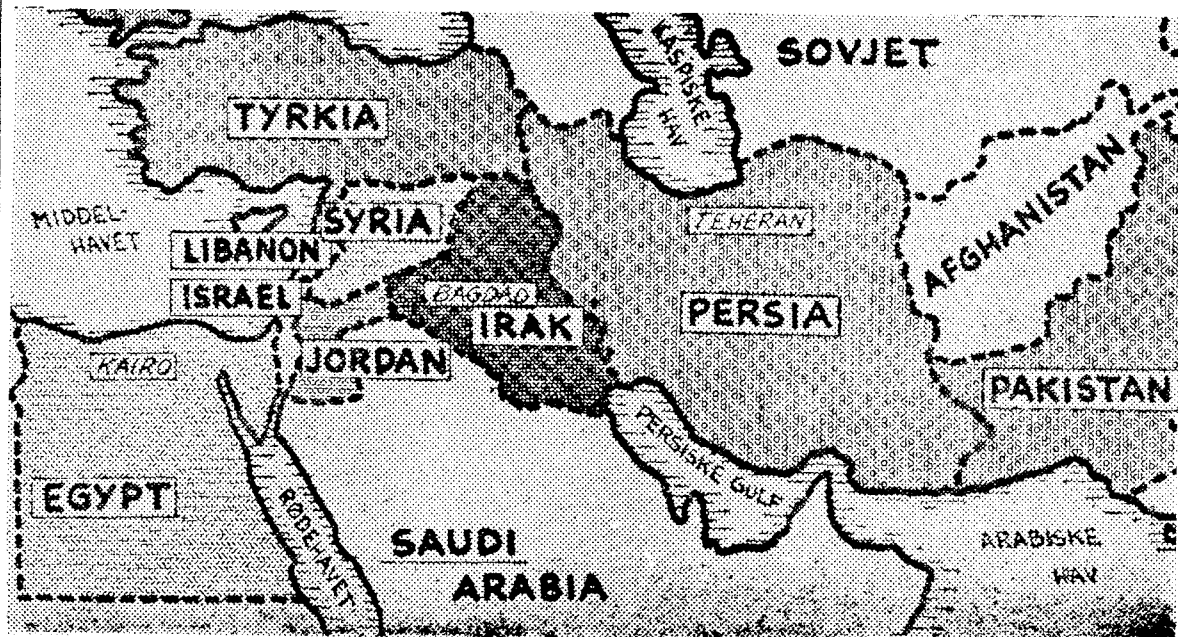 SOVJET
KASPISKE
HAV
TYRKIA
AFGHANISTAN
MIDDEL-
HAVET
SYRIA
TEHERAN
LIBANON
ISRAEL
BAGDAD
IRAK
PERSIA
KAIRO
JORDAN
PAKISTAN
PERSISKE GULF
EGYPT
RØDEHAVET
SAUDI
ARABIA
ARABISKE
HAV